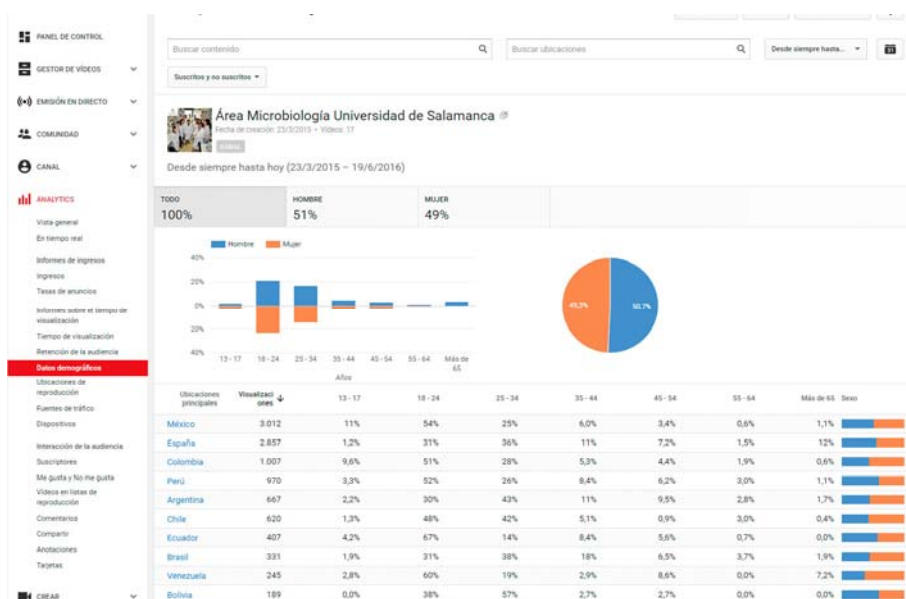 PANEL DE CONTROL
GESTOR DE VÍDEOS
EMISIÓN EN DIRECTO
COMUNIDAD
CANAL
ANALYTICS
Vista general
En tiempo real
Informes de ingresos
Ingresos
Tasas de anuncios
Informes sobre el tiempo de
visualización
Tiempo de visualización
Retención de la audiencia
Datos demográficos
Ubicaciones de
reproducción
Fuentes de tráfico
Dispositivos
Interacción de la audiencia
Suscriptores
Me gusta y No me gusta
Vídeos en listas de
reproducción
Comentarios
Compartir
Anotaciones
Tarjetas
CREAR
Buscar contenido
Buscar ubicaciones
Desde siempre hasta...
Suscritos y no suscritos
Área Microbiología Universidad de Salamanca
Fecha de creación: 23/3/2015 • Vídeos: 17
CANAL
Desde siempre hasta hoy (23/3/2015 – 19/6/2016)
TODO HOMBRE MUJER
100% 51% 49%
Hombre Mujer
40%
20%
0%
20%
40%
13 - 17 18 - 24 25 - 34 35 - 44 45 - 54 55 - 64 Más de
65
Años
49,3% 50,7%
Ubicaciones principales Visualizaci ones 13 - 17 18 - 24 25 - 34 35 - 44 45 - 54 55 - 64 Más de 65 Sexo
México 3.012 11% 54% 25% 6,0% 3,4% 0,6% 1,1%
España 2.857 1,2% 31% 36% 11% 7,2% 1,5% 12%
Colombia 1.007 9,6% 51% 28% 5,3% 4,4% 1,9% 0,6%
Perú 970 3,3% 52% 26% 8,4% 6,2% 3,0% 1,1%
Argentina 667 2,2% 30% 43% 11% 9,5% 2,8% 1,7%
Chile 620 1,3% 48% 42% 5,1% 0,9% 3,0% 0,4%
Ecuador 407 4,2% 67% 14% 8,4% 5,6% 0,7% 0,0%
Brasil 331 1,9% 31% 38% 18% 6,5% 3,7% 1,9%
Venezuela 245 2,8% 60% 19% 2,9% 8,6% 0,0% 7,2%
Bolivia 189 0,0% 38% 57% 2,7% 2,7% 0,0% 0,0%